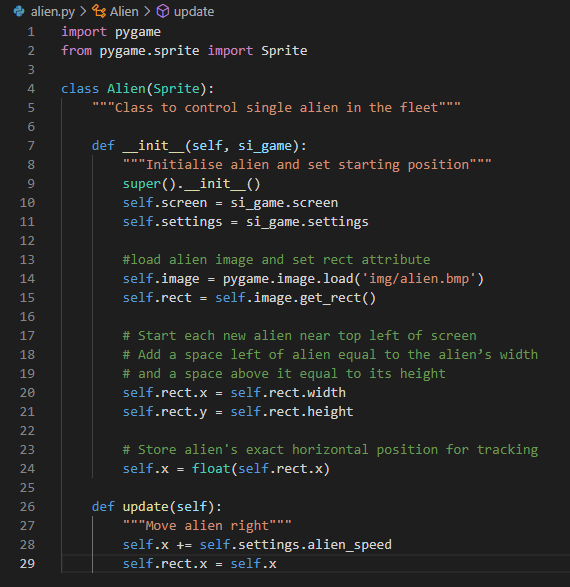 alien.py > Alien > update
1 import pygame
2 from pygame.sprite import Sprite
3
4 class Alien(Sprite):
5     """Class to control single alien in the fleet"""
6
7     def __init__(self, si_game):
8         """Initialise alien and set starting position"""
9         super().__init__()
10         self.screen = si_game.screen
11         self.settings = si_game.settings
12
13         #load alien image and set rect attribute
14         self.image = pygame.image.load('img/alien.bmp')
15         self.rect = self.image.get_rect()
16
17         # Start each new alien near top left of screen
18         # Add a space left of alien equal to the alien’s width
19         # and a space above it equal to its height
20         self.rect.x = self.rect.width
21         self.rect.y = self.rect.height
22
23         # Store alien's exact horizontal position for tracking
24         self.x = float(self.rect.x)
25
26     def update(self):
27         """Move alien right"""
28         self.x += self.settings.alien_speed
29         self.rect.x = self.x